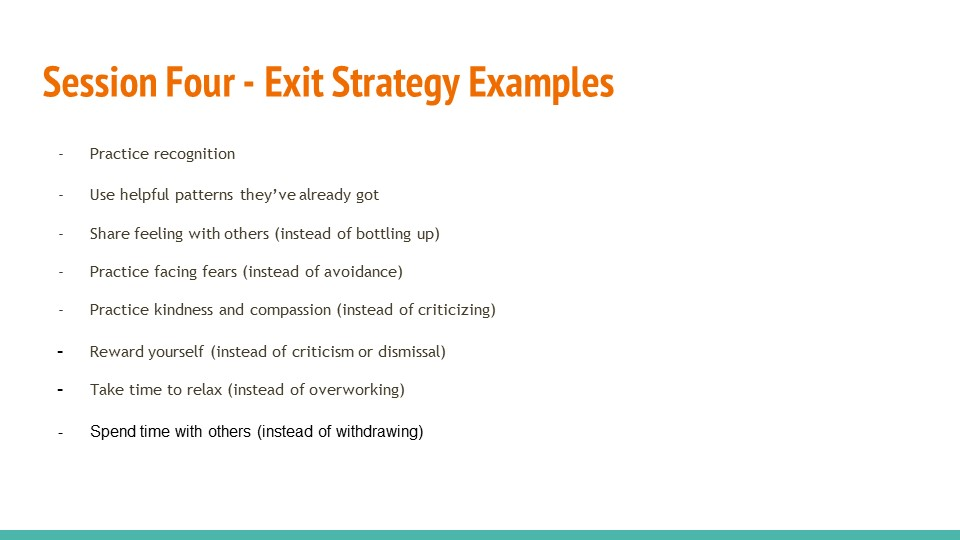 Session Four - Exit Strategy Examples
- Practice recognition
- Use helpful patterns they’ve already got
- Share feeling with others (instead of bottling up)
- Practice facing fears (instead of avoidance)
- Practice kindness and compassion (instead of criticizing)
- Reward yourself (instead of criticism or dismissal)
- Take time to relax (instead of overworking)
- Spend time with others (instead of withdrawing)